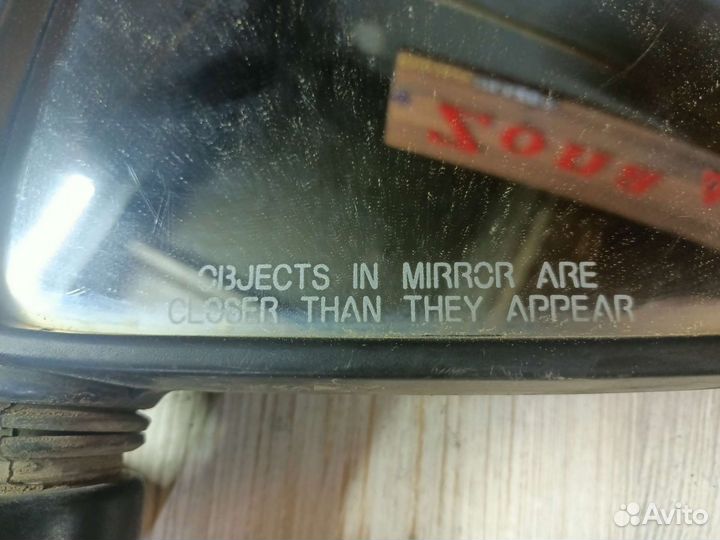 OBJECTS IN MIRROR ARE
CLOSER THAN THEY APPEAR
Avito